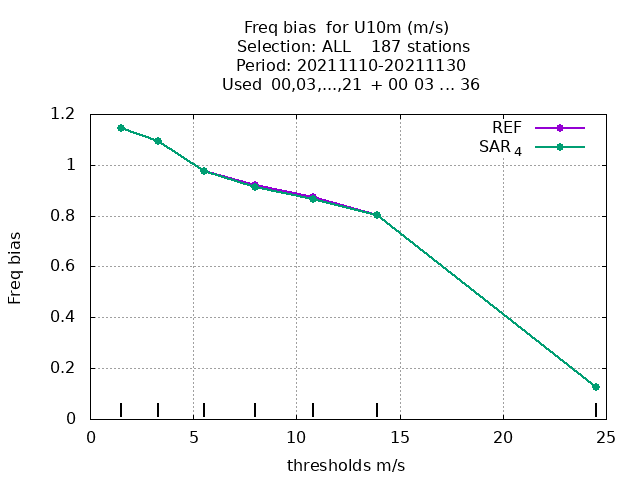 Freq bias  for U10m (m/s)
Selection: ALL    187 stations
Period: 20211110-20211130
Used  00,03,...,21  + 00 03 ... 36
REF
SAR 4
1.2
1
0.8
0.6
0.4
0.2
0
Freq bias
0 5 10 15 20 25
thresholds m/s